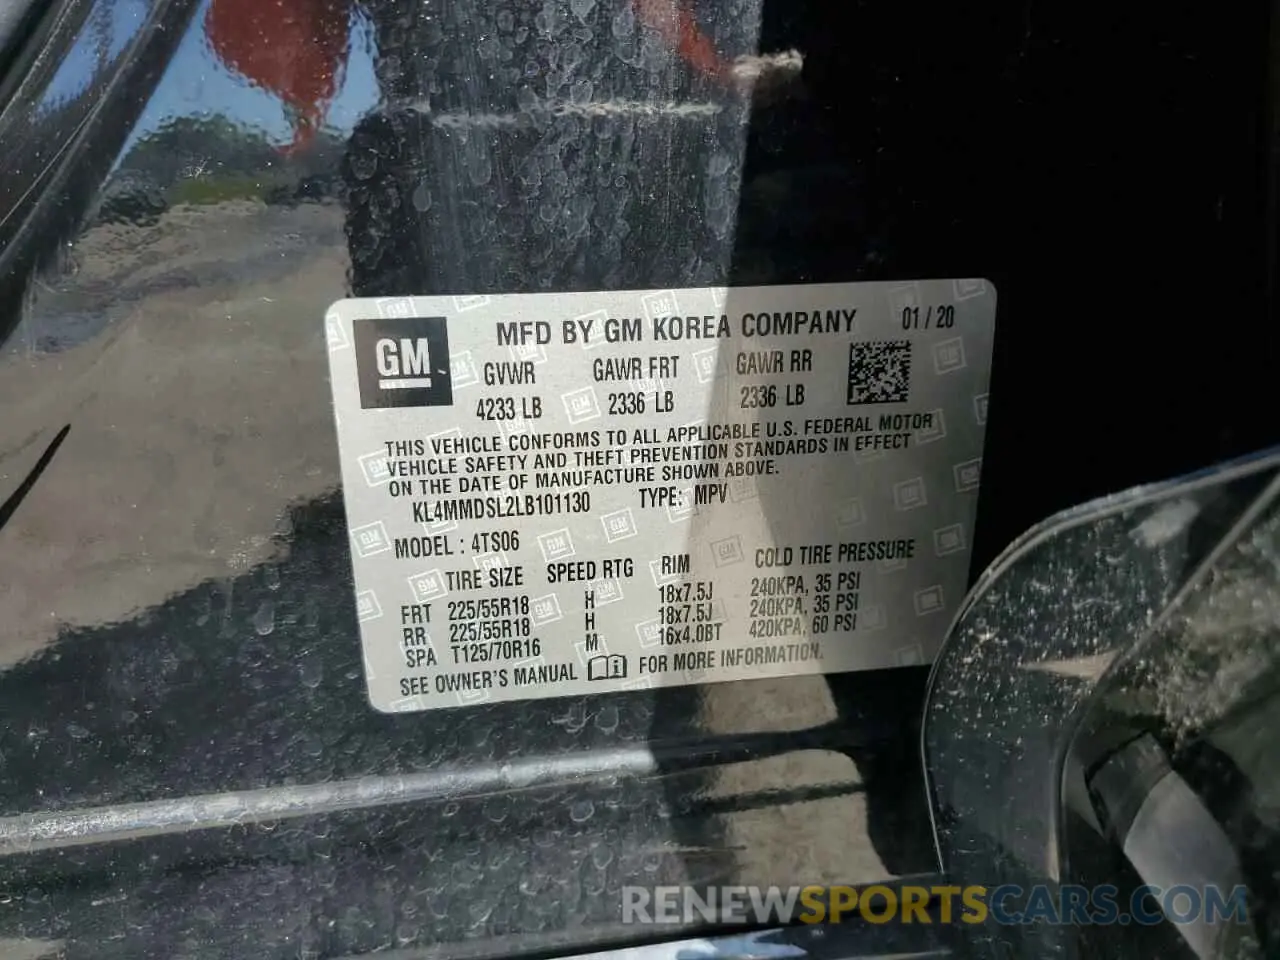 GM
MFD BY GM KOREA COMPANY 01 / 20
GVWR GAWR FRT GAWR RR
4233 LB 2336 LB 2336 LB
THIS VEHICLE CONFORMS TO ALL APPLICABLE U.S. FEDERAL MOTOR
VEHICLE SAFETY AND THEFT PREVENTION STANDARDS IN EFFECT
ON THE DATE OF MANUFACTURE SHOWN ABOVE.
KL4MMDSL2LB101130 TYPE: MPV
MODEL : 4TS06
TIRE SIZE SPEED RTG RIM COLD TIRE PRESSURE
FRT 225/55R18 H 18x7.5J 240KPA, 35 PSI
RR 225/55R18 H 18x7.5J 240KPA, 35 PSI
SPA T125/70R16 M 16x4.0BT 420KPA, 60 PSI
SEE OWNER'S MANUAL FOR MORE INFORMATION.
RENEWSPORTSCARS.COM